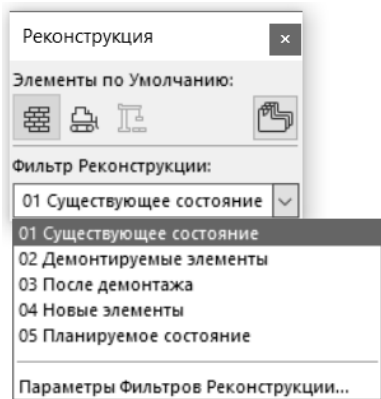 Реконструкция
Элементы по Умолчанию:
Фильтр Реконструкции:
01 Существующее состояние
01 Существующее состояние
02 Демонтируемые элементы
03 После демонтажа
04 Новые элементы
05 Планируемое состояние
Параметры Фильтров Реконструкции...